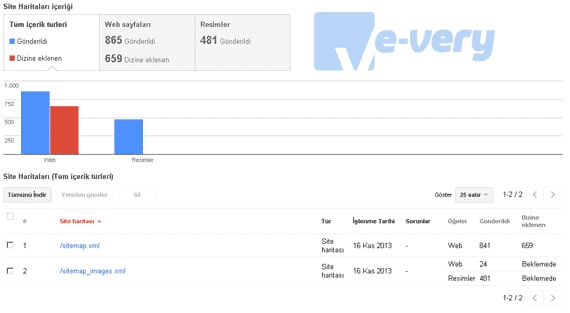 Site Haritaları içeriği
Tüm içerik türleri
Gönderildi
Dizine eklenen
Web sayfaları
865 Gönderildi
659 Dizine eklenen
Resimler
481 Gönderildi
e-very
1.000
750
500
250
Web
Resimler
Site Haritaları (Tüm içerik türleri)
Tümünü İndir
Yeniden gönder
Sil
Göster
25 satır
1-2 / 2
# Site haritası Tür İşlenme Tarihi Sorunlar Öğeler Gönderildi Dizine eklenen
1 /sitemap.xml Site haritası 16 Kas 2013 - Web 841 659
2 /sitemap_images.xml Site haritası 16 Kas 2013 - Web 24 Beklemede
Resimler 481 Beklemede
1-2 / 2